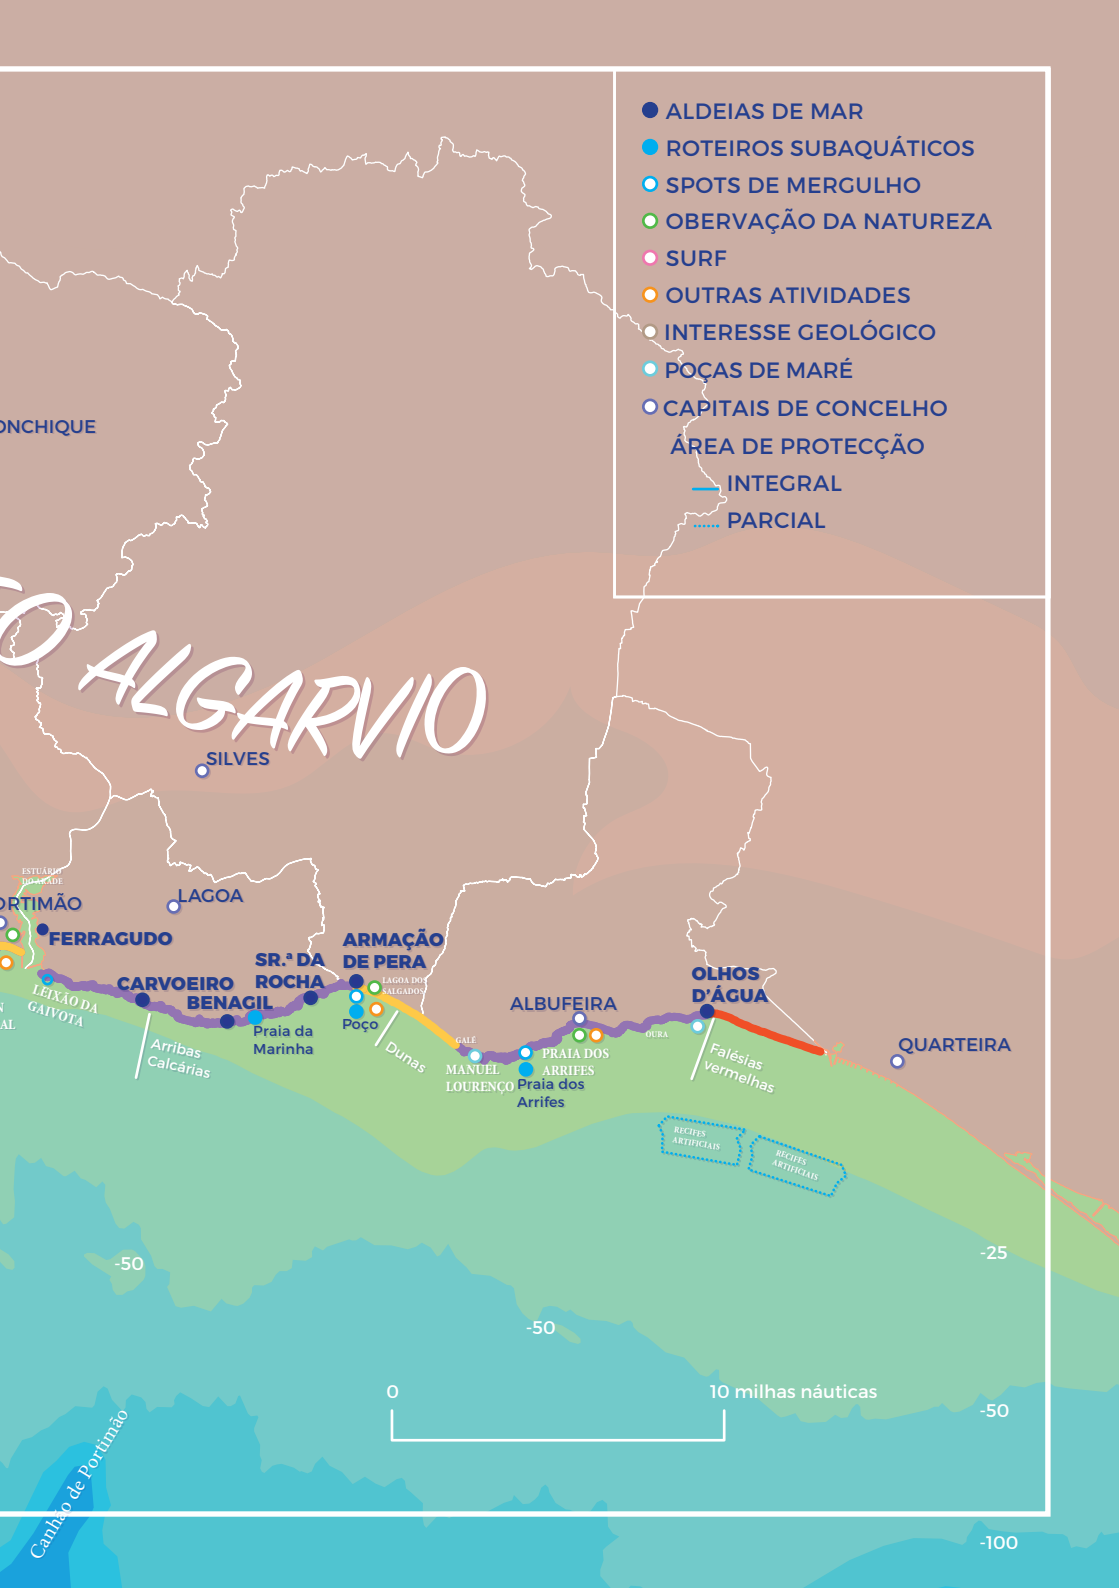 ALDEIAS DE MAR
ROTEIROS SUBAQUÁTICOS
SPOTS DE MERGULHO
OBERVAÇÃO DA NATUREZA
SURF
OUTRAS ATIVIDADES
INTERESSE GEOLÓGICO
POÇAS DE MARÉ
CAPITAIS DE CONCELHO
ÁREA DE PROTECÇÃO
INTEGRAL
PARCIAL
ONCHIQUE
O ALGARVIO
SILVES
ESTUÁRIO
DO ARADE
LAGOA
ORTIMÃO
FERRAGUDO
ARMAÇÃO
DE PERA
SR.ª DA
ROCHA
CARVOEIRO
BENAGIL
LAGOA DOS
SALGADOS
LEIXÃO DA
GAIVOTA
N
AL
Praia da
Marinha
Poço
Arribas
Calcárias
Dunas
GALÉ
MANUEL
LOURENÇO
ALBUFEIRA
PRAIA DOS
ARRIFES
Praia dos
Arrifes
OURA
OLHOS
D'ÁGUA
Falésias
vermelhas
QUARTEIRA
RECIFES
ARTIFICIAIS
RECIFES
ARTIFICIAIS
-25
-50
-50
0
10 milhas náuticas
-50
Canhão de Portimão
-100